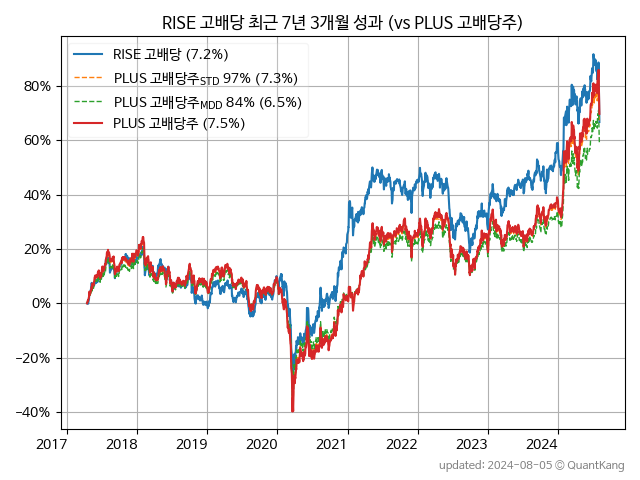 RISE 고배당 최근 7년 3개월 성과 (vs PLUS 고배당주)
RISE 고배당 (7.2%)
PLUS 고배당주STD 97% (7.3%)
PLUS 고배당주MDD 84% (6.5%)
PLUS 고배당주 (7.5%)
80%
60%
40%
20%
0%
−20%
−40%
2017 2018 2019 2020 2021 2022 2023 2024
updated: 2024-08-05 © QuantKang